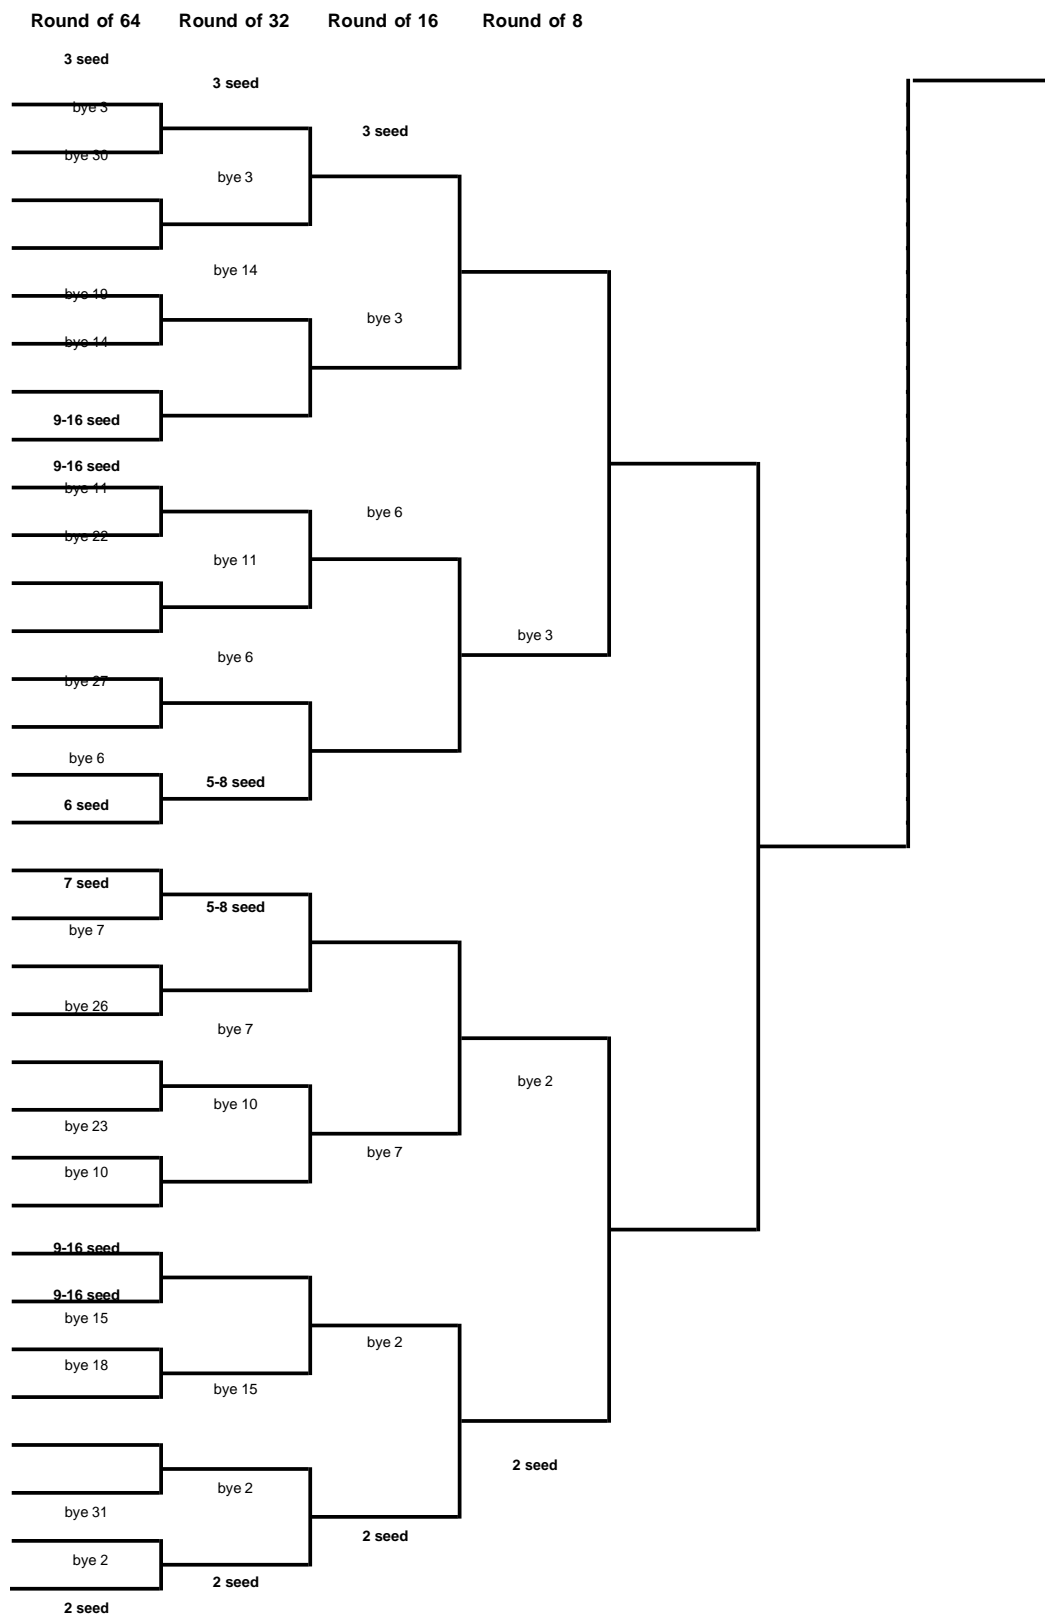 Round of 64 Round of 32 Round of 16 Round of 8
3 seed
3 seed
bye 3
3 seed
bye 30
bye 3
bye 14
bye 19
bye 3
bye 14
9-16 seed
9-16 seed
bye 11
bye 6
bye 22
bye 11
bye 3
bye 6
bye 27
bye 6
5-8 seed
6 seed
7 seed
5-8 seed
bye 7
bye 26
bye 7
bye 2
bye 10
bye 23
bye 7
bye 10
9-16 seed
9-16 seed
bye 15
bye 2
bye 18
bye 15
2 seed
bye 2
bye 31
2 seed
bye 2
2 seed
2 seed